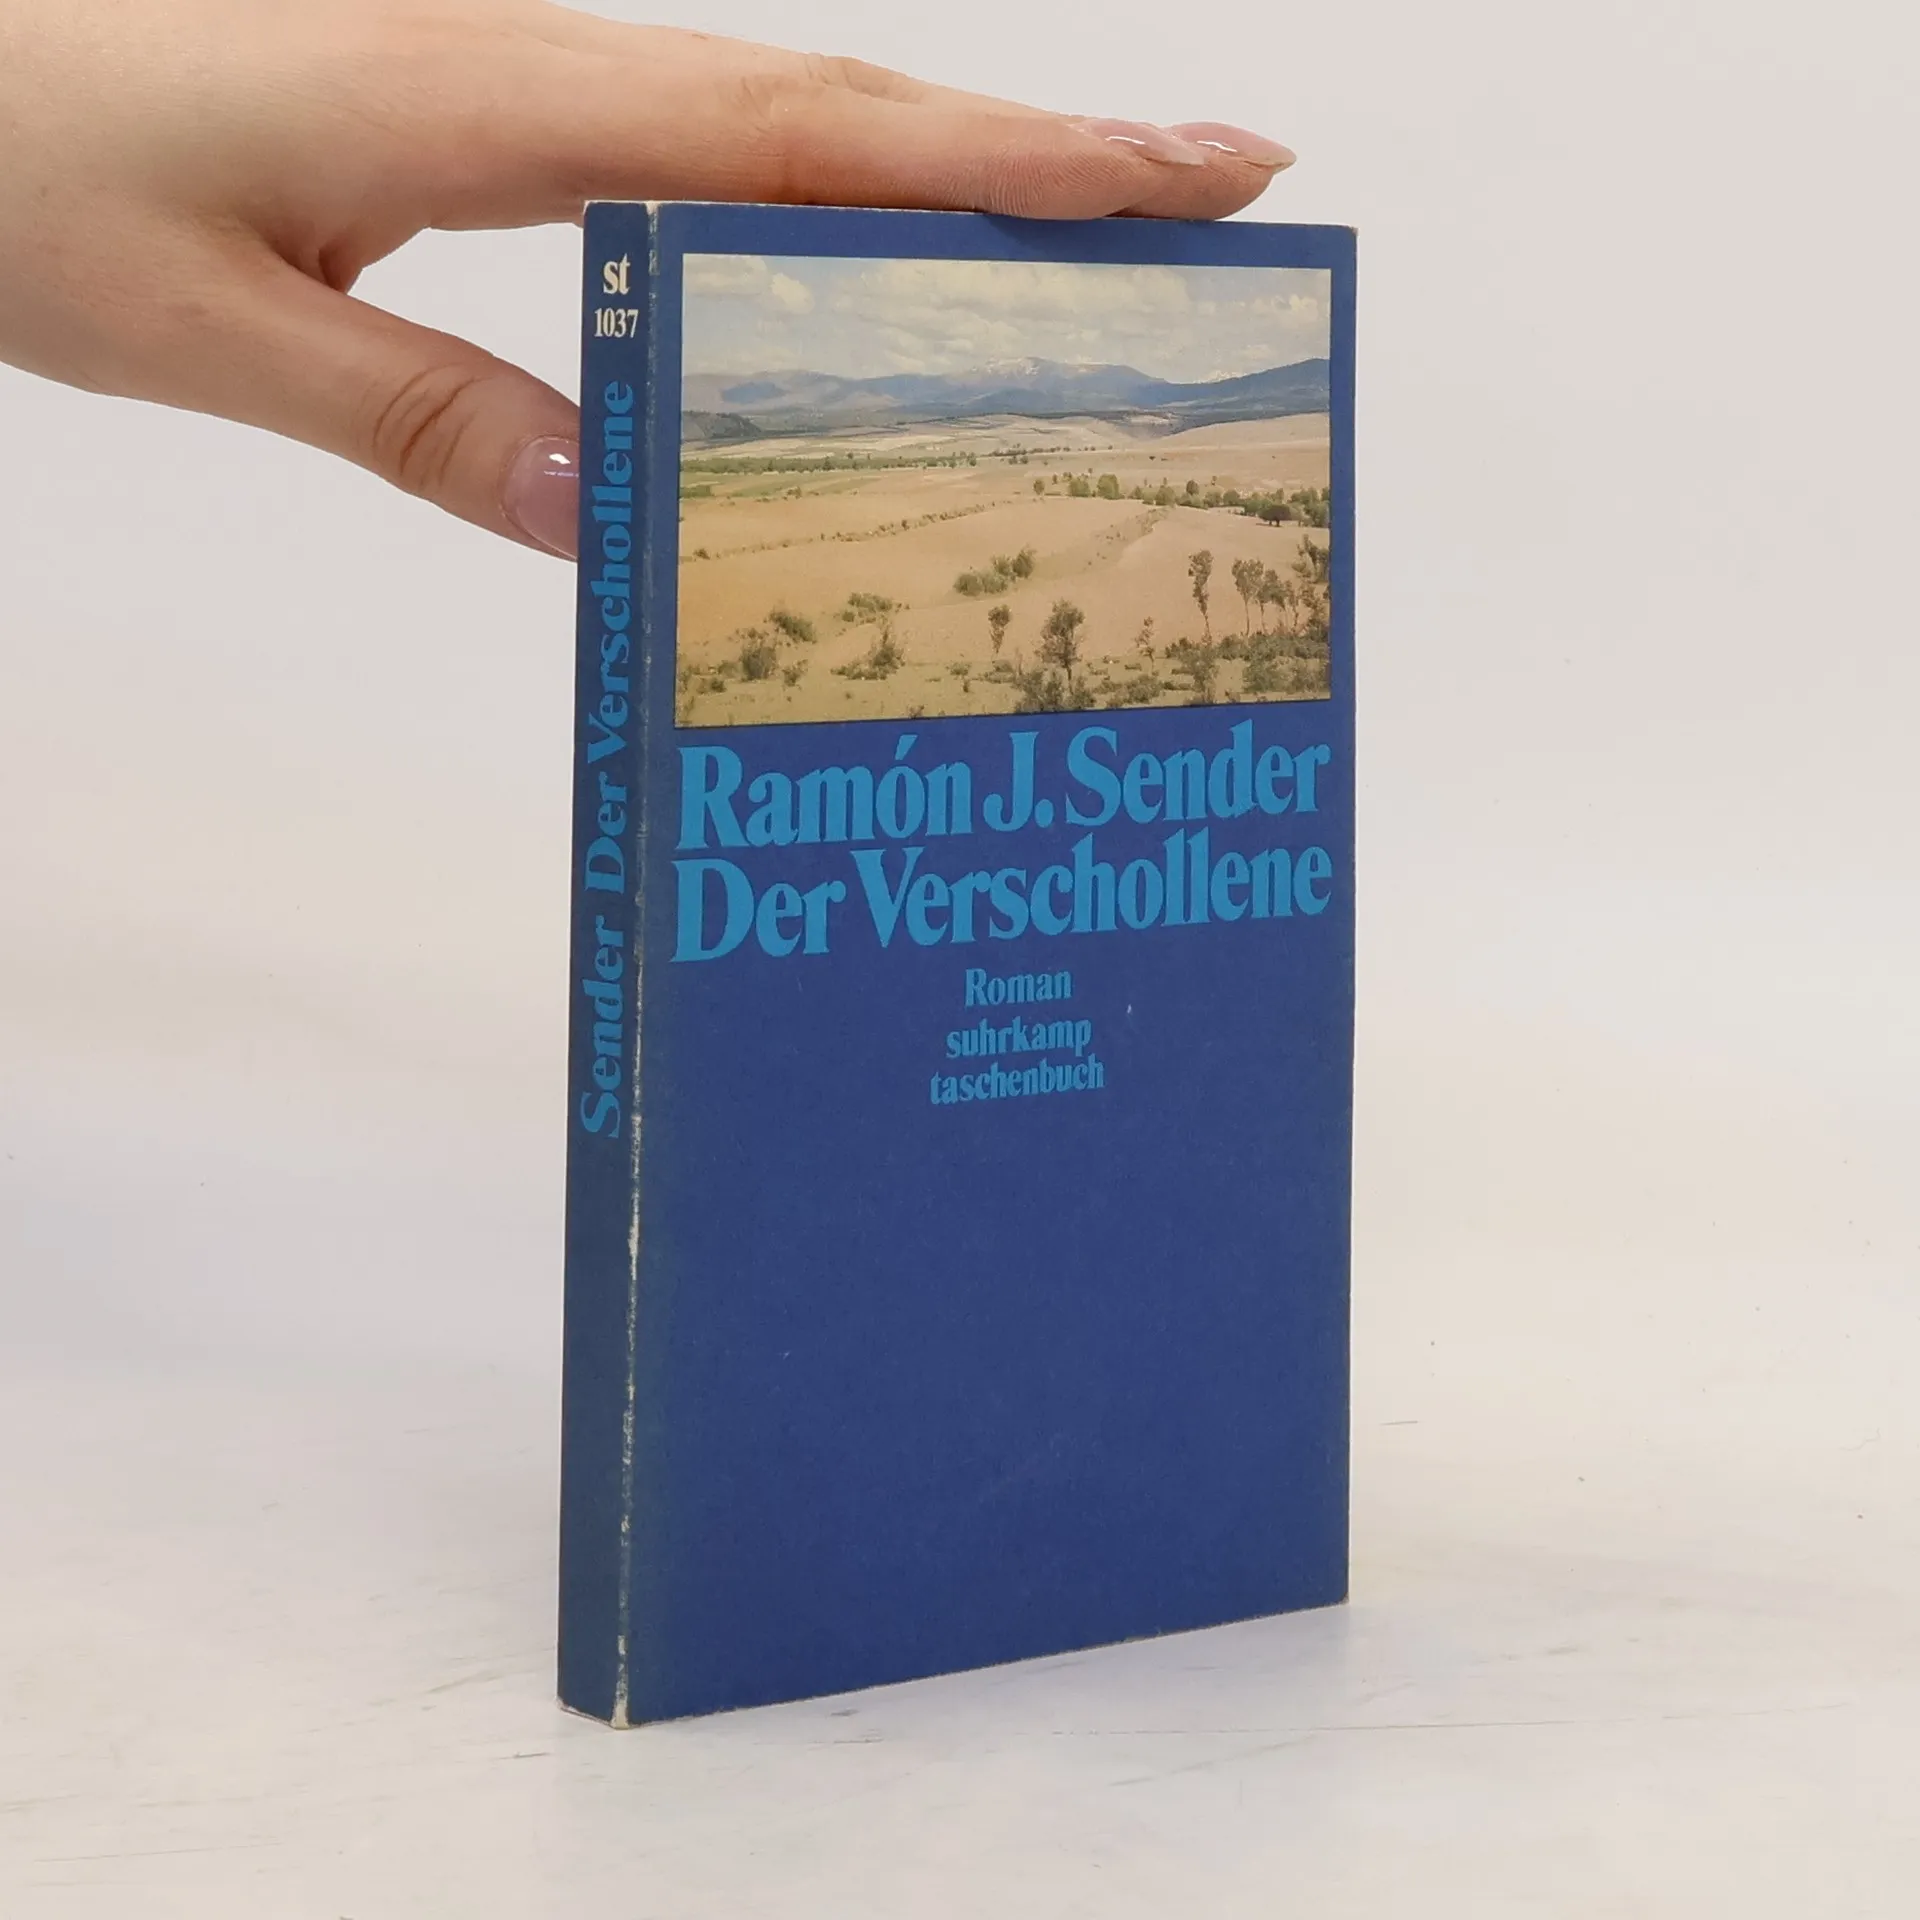 st
1037
Sender Der Verschollene
Ramón J. Sender
Der Verschollene
Roman
suhrkamp
taschenbuch